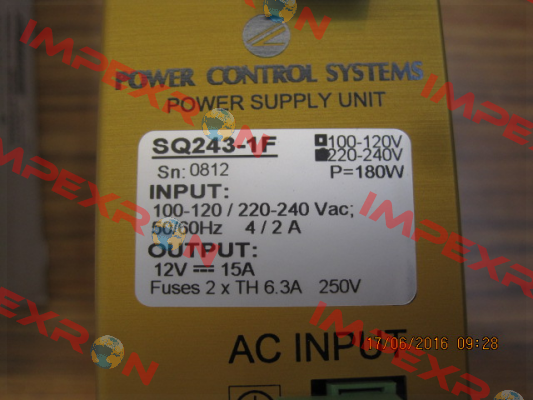 POWER CONTROL SYSTEMS
POWER SUPPLY UNIT
SQ243-1F
100-120V
220-240V
Sn: 0812
P=180W
INPUT:
100-120 / 220-240 Vac;
50/60Hz 4 / 2 A
OUTPUT:
12V 15A
Fuses 2 x TH 6.3A 250V
AC INPUT
17/06/2016 09:28
IMPEXRON
IMPEXRON
IMPEXRON
IMPEXRON
IMPEXRON